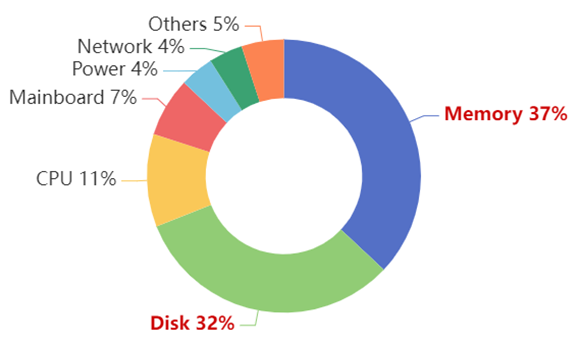 Others 5%
Network 4%
Power 4%
Mainboard 7%
Memory 37%
CPU 11%
Disk 32%